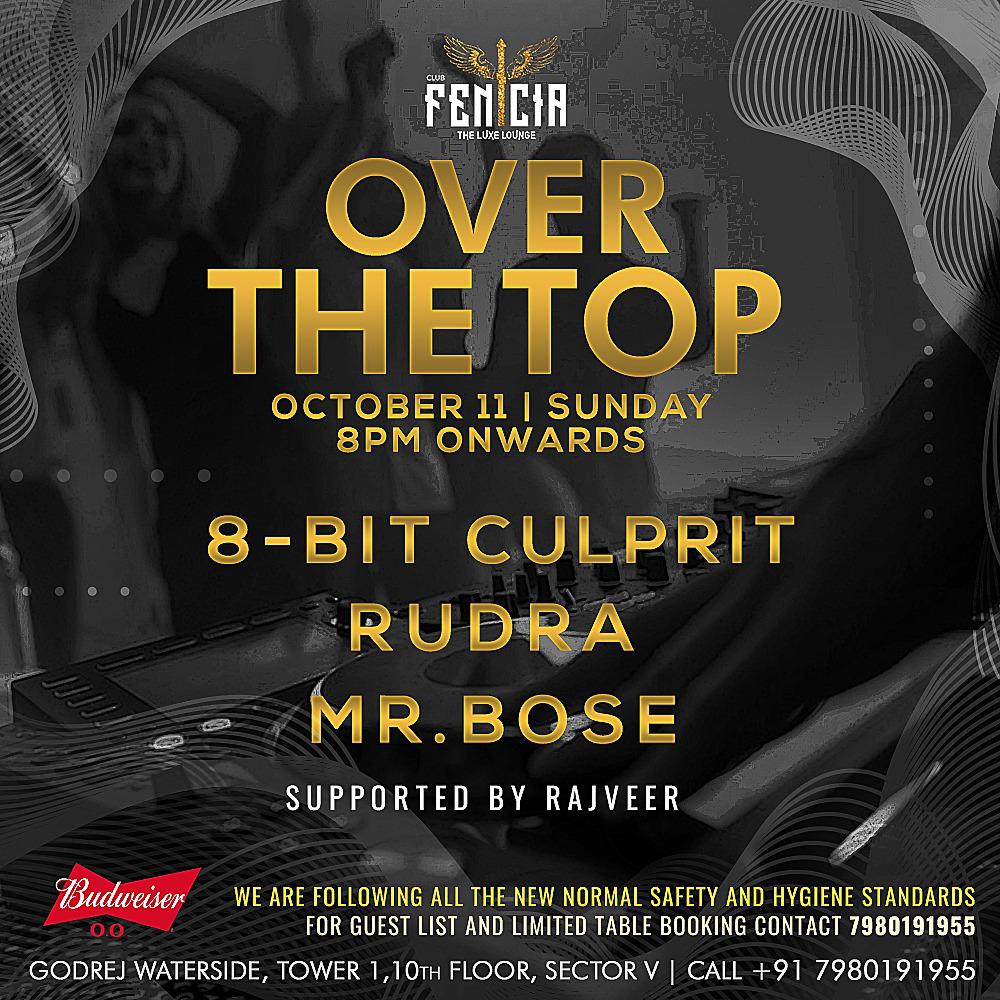 CLUB
FENICIA
THE LUXE LOUNGE
OVER
THE TOP
OCTOBER 11 | SUNDAY
8PM ONWARDS
8-BIT CULPRIT
RUDRA
MR.BOSE
SUPPORTED BY RAJVEER
Budweiser
0.0
WE ARE FOLLOWING ALL THE NEW NORMAL SAFETY AND HYGIENE STANDARDS
FOR GUEST LIST AND LIMITED TABLE BOOKING CONTACT 7980191955
GODREJ WATERSIDE, TOWER 1,10TH FLOOR, SECTOR V | CALL +91 7980191955